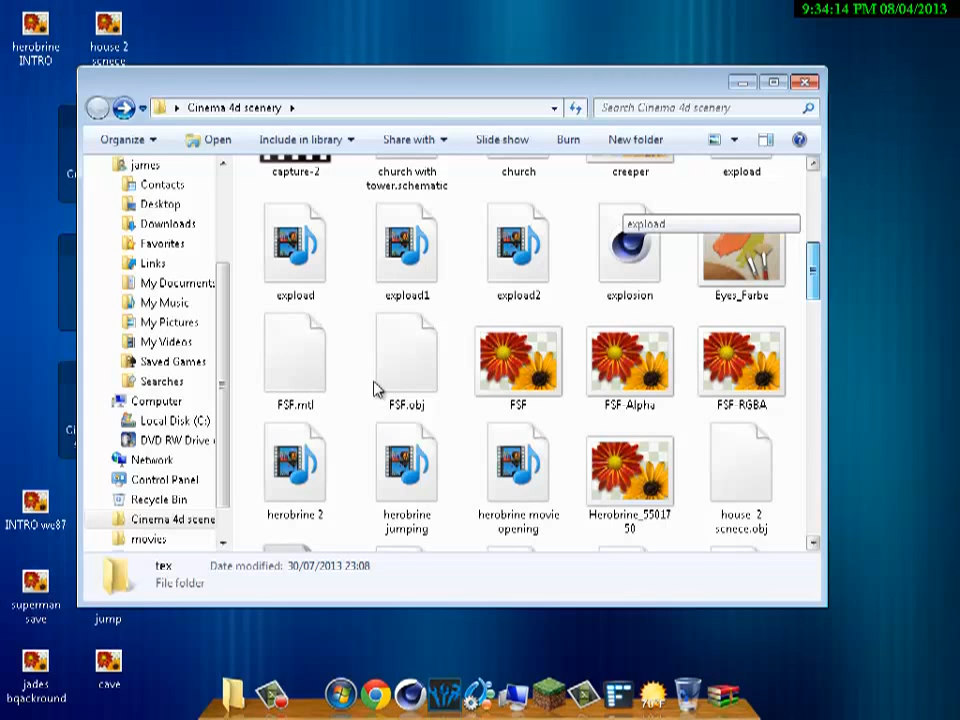 9:34:14 PM 08/04/2013
herobrine
INTRO
house 2
scnece
Cinema 4d scenery
Search Cinema 4d scenery
Organize
Open
Include in library
Share with
Slide show
Burn
New folder
james
Contacts
Desktop
Downloads
Favorites
Links
My Documents
My Music
My Pictures
My Videos
Saved Games
Searches
Computer
Local Disk (C:)
DVD RW Drive
Network
Control Panel
Recycle Bin
Cinema 4d scene
movies
capture-2
church with
tower.schematic
church
creeper
expload
expload
expload
expload1
expload2
explosion
Eyes_Farbe
FSF.mtl
FSF.obj
FSF
FSF-Alpha
FSF-RGBA
herobrine 2
herobrine
jumping
herobrine movie
opening
Herobrine_55017
50
house 2
scnece.obj
tex
Date modified: 30/07/2013 23:08
File folder
INTRO we87
superman
save
jump
jades
bqackround
cave
70°F